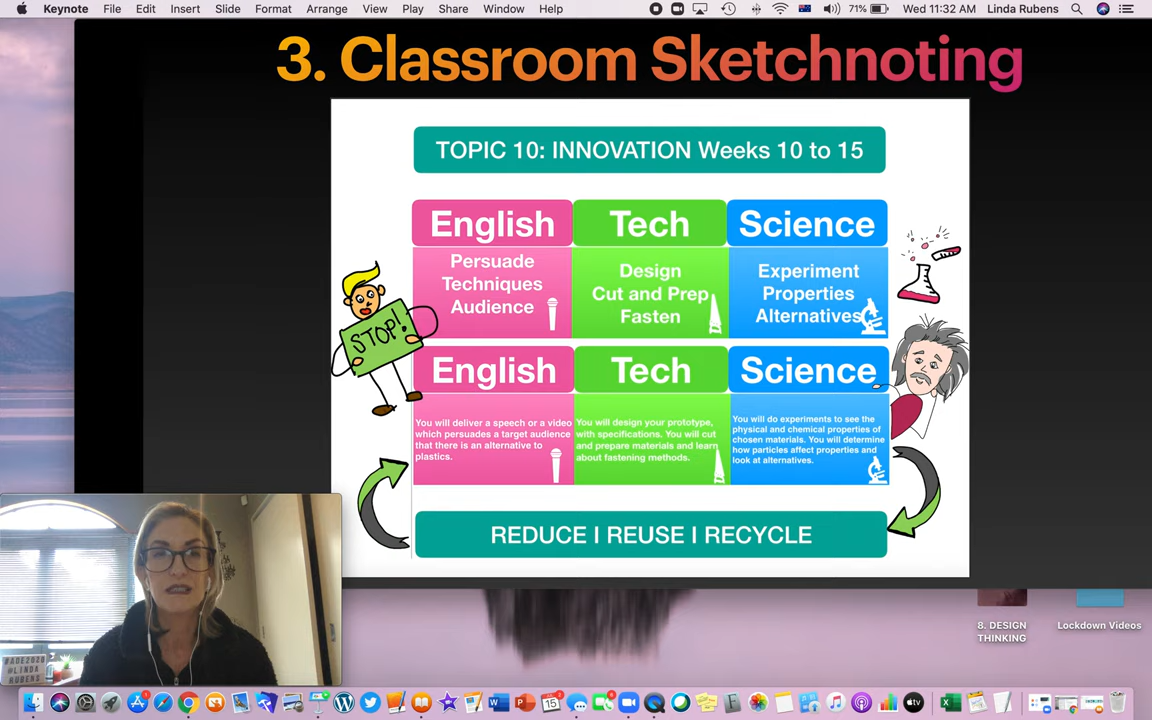 Keynote File Edit Insert Slide Format Arrange View Play Share Window Help 71% Wed 11:32 AM Linda Rubens
3. Classroom Sketchnoting
TOPIC 10: INNOVATION Weeks 10 to 15
English Tech Science
Persuade
Techniques
Audience
Design
Cut and Prep
Fasten
Experiment
Properties
Alternatives
STOP!
English Tech Science
You will deliver a speech or a video
which persuades a target audience
that there is an alternative to
plastics.
You will design your prototype,
with specifications. You will cut
and prepare materials and learn
about fastening methods.
You will do experiments to see the
physical and chemical properties of
chosen materials. You will determine
how particles affect properties and
look at alternatives.
REDUCE I REUSE I RECYCLE
8. DESIGN
THINKING
Lockdown Videos
#ADE2020
@LINDA
RUBENS